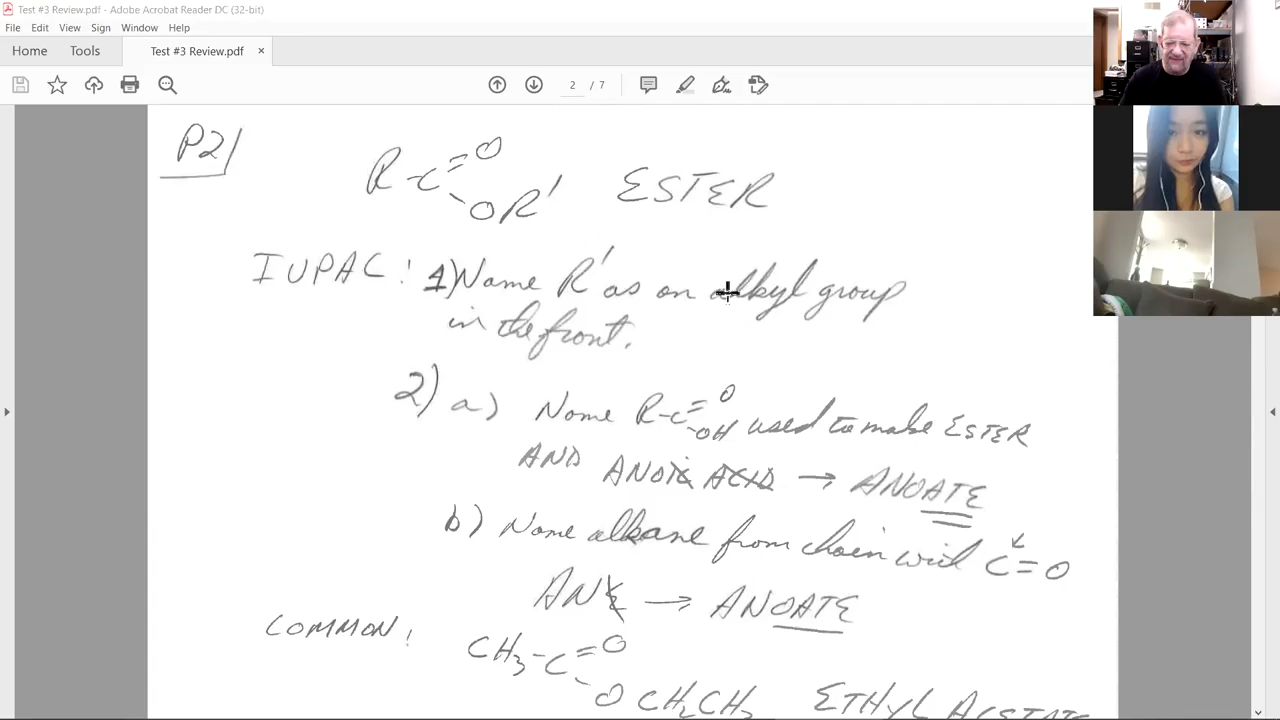 Test #3 Review.pdf - Adobe Acrobat Reader DC (32-bit)
File Edit View Sign Window Help
Home Tools Test #3 Review.pdf ×
2 / 7
P2/
R-C=O
OR' ESTER
IUPAC: 1) Name R' as an alkyl group
in the front.
2) a) Name R-C=O
-OH used to make ESTER
AND ANOIC ACID → ANOATE
b) Name alkane from chain with C=O
ANE → ANOATE
COMMON:
CH3-C=O
OCH2CH3 ETHYL ACETATE